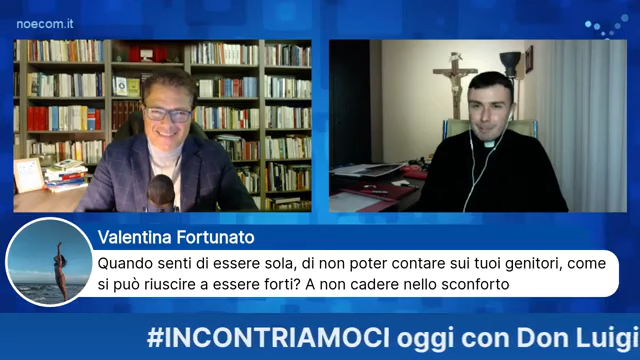 noecom.it
Valentina Fortunato
Quando senti di essere sola, di non poter contare sui tuoi genitori, come
si può riuscire a essere forti? A non cadere nello sconforto
#INCONTRIAMOCI oggi con Don Luigi